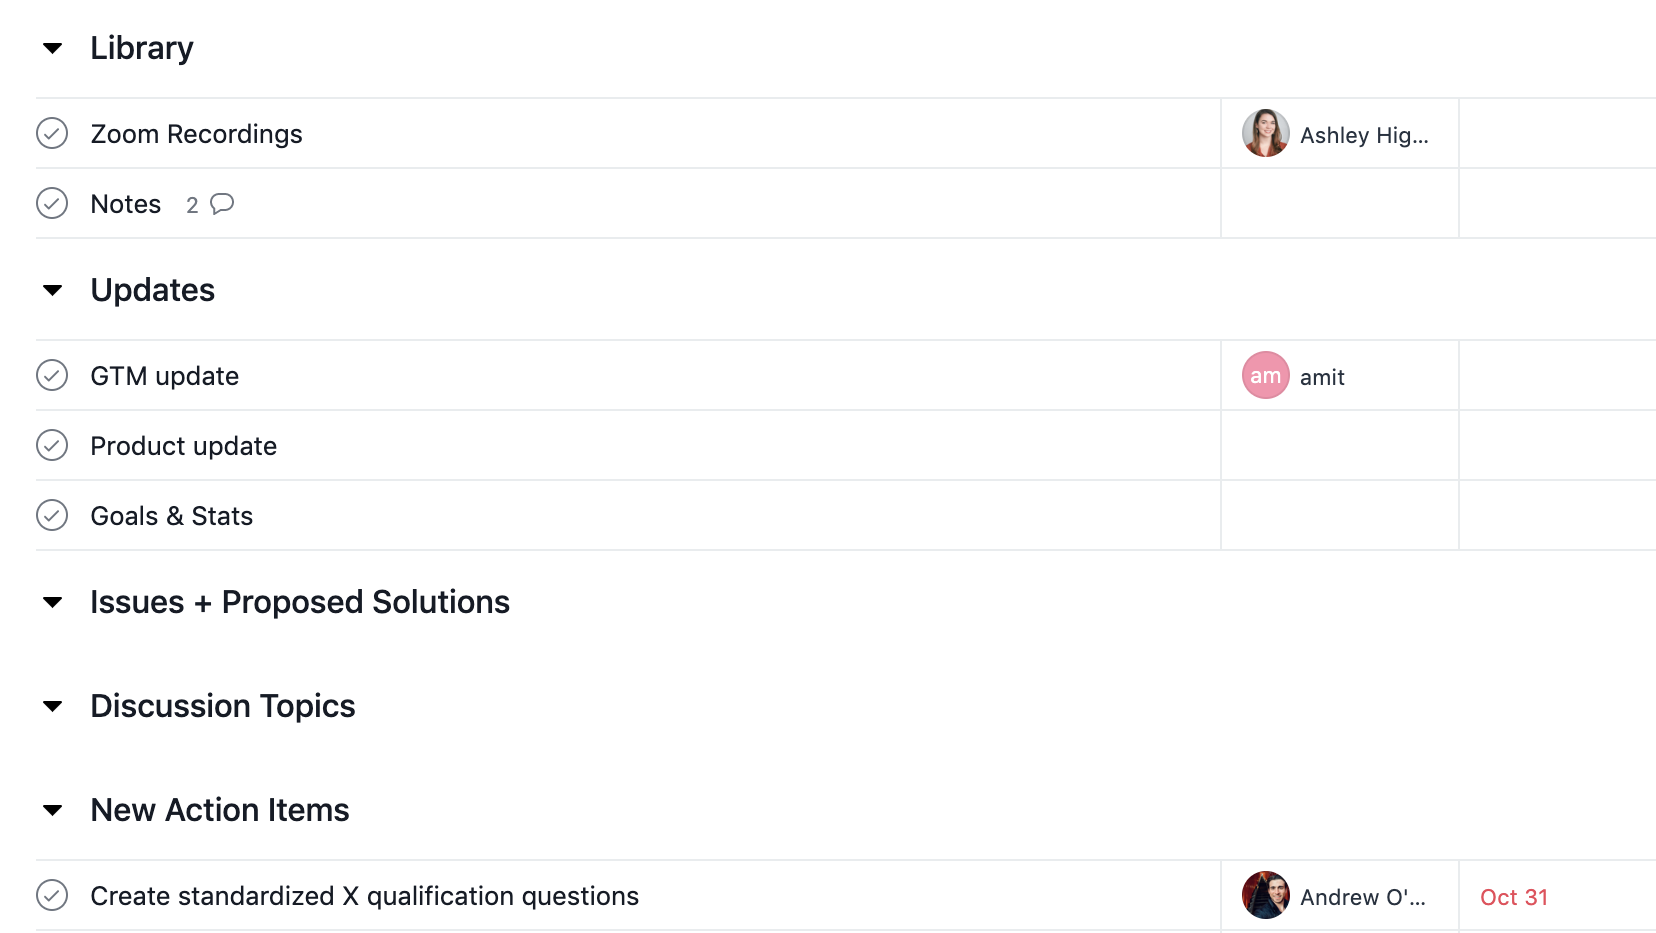 Library
Zoom Recordings Ashley Hig...
Notes 2
Updates
GTM update am amit
Product update
Goals & Stats
Issues + Proposed Solutions
Discussion Topics
New Action Items
Create standardized X qualification questions Andrew O'... Oct 31